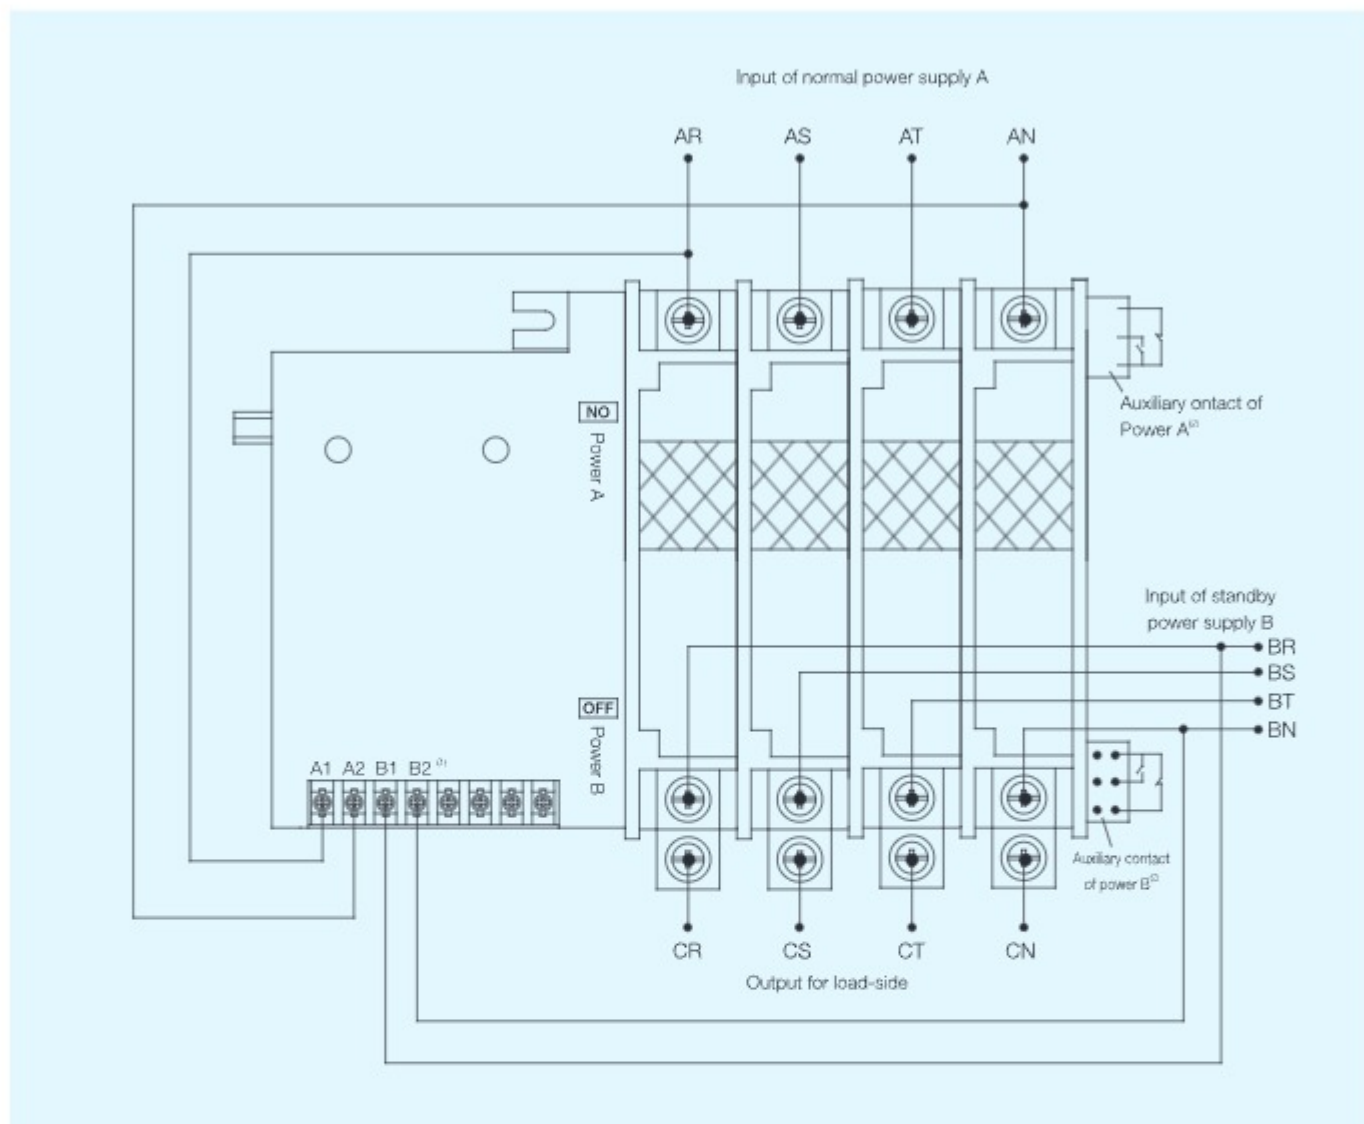 Input of normal power supply A
AR AS AT AN
NO
Power A
Auxiliary ontact of
Power A
Input of standby
power supply B
BR
BS
BT
BN
OFF
Power B
A1 A2 B1 B2
Auxiliary contact
of power B
CR CS CT CN
Output for load-side